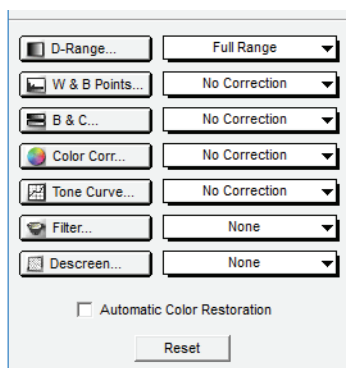 D-Range... Full Range
W & B Points... No Correction
B & C... No Correction
Color Corr... No Correction
Tone Curve... No Correction
Filter... None
Descreen... None
Automatic Color Restoration
Reset